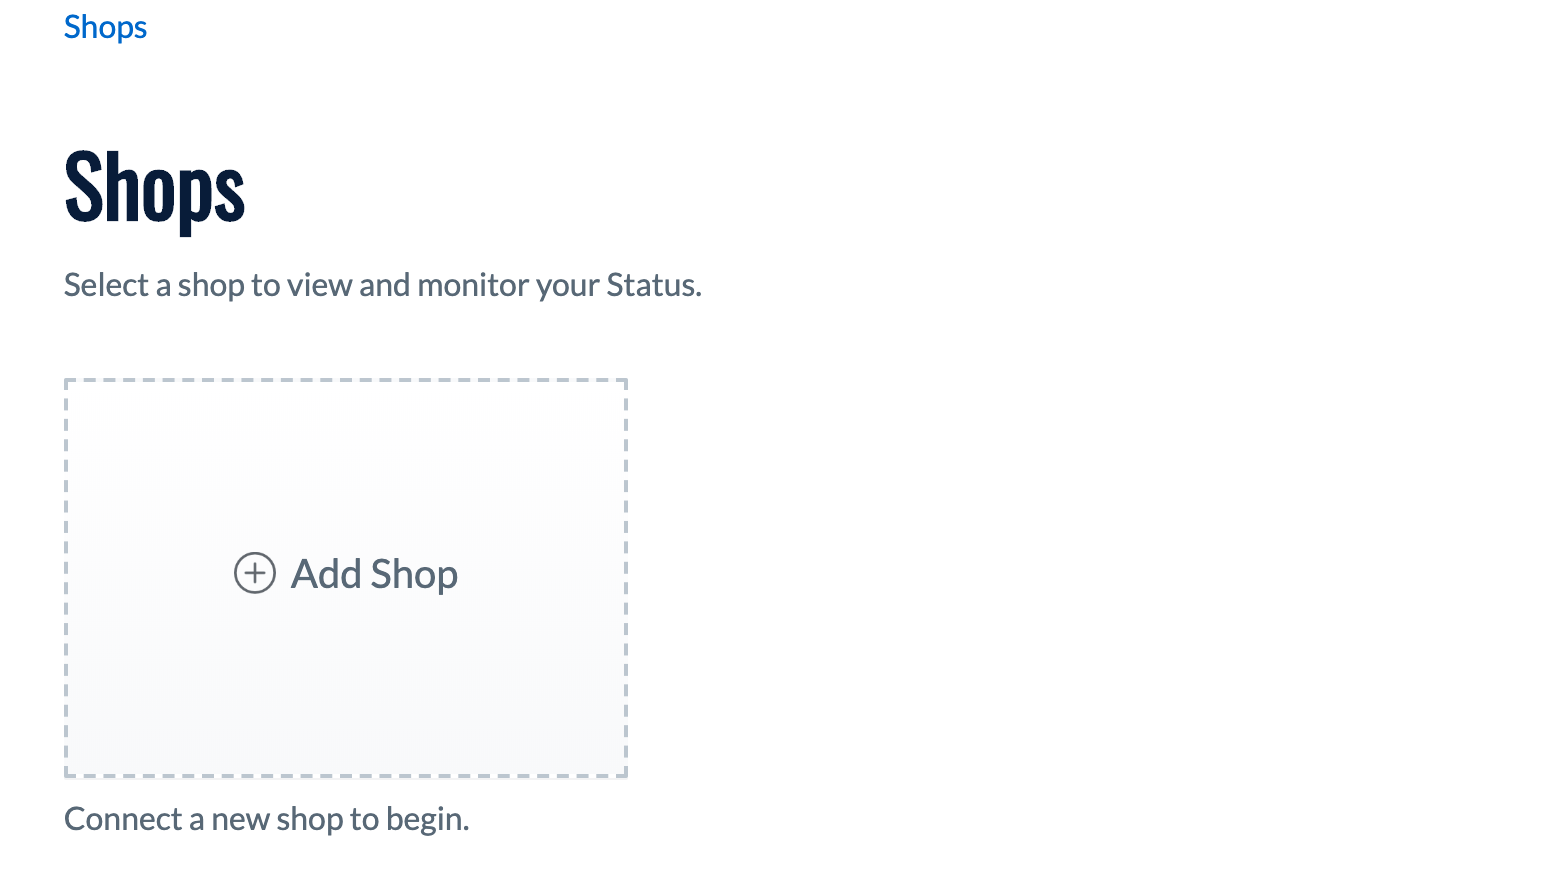 Shops
Shops
Select a shop to view and monitor your Status.
Add Shop
Connect a new shop to begin.